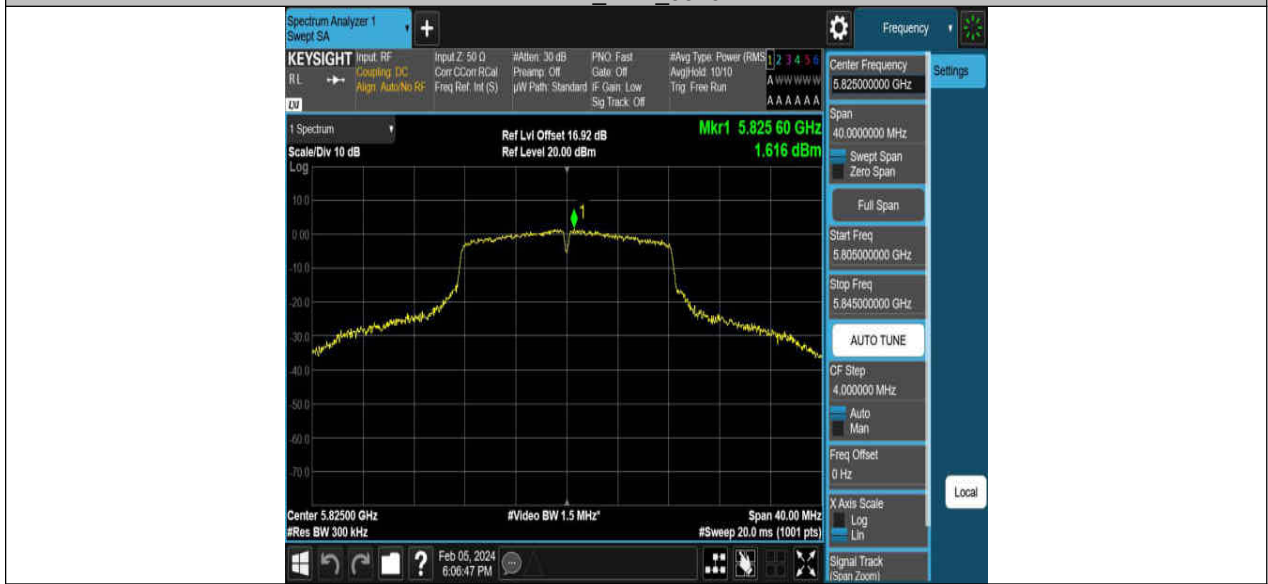 Spectrum Analyzer 1
Swept SA
+
Frequency
KEYSIGHT
RL
LXI
Input: RF
Coupling: DC
Align: Auto/No RF
Input Z: 50 Ω
Corr CCorr RCal
Freq Ref: Int (S)
#Atten: 30 dB
Preamp: Off
µW Path: Standard
PNO: Fast
Gate: Off
IF Gain: Low
Sig Track: Off
#Avg Type: Power (RMS
Avg|Hold: 10/10
Trig: Free Run
1 2 3 4 5 6
A W W W W W
A A A A A A
1 Spectrum
Scale/Div 10 dB
Ref Lvl Offset 16.92 dB
Ref Level 20.00 dBm
Mkr1 5.825 60 GHz
1.616 dBm
Log
10.0
0.00
-10.0
-20.0
-30.0
-40.0
-50.0
-60.0
-70.0
1
Center 5.82500 GHz
#Res BW 300 kHz
#Video BW 1.5 MHz*
Span 40.00 MHz
#Sweep 20.0 ms (1001 pts)
Center Frequency
5.825000000 GHz
Settings
Span
40.0000000 MHz
Swept Span
Zero Span
Full Span
Start Freq
5.805000000 GHz
Stop Freq
5.845000000 GHz
AUTO TUNE
CF Step
4.000000 MHz
Auto
Man
Freq Offset
0 Hz
X Axis Scale
Log
Lin
Local
Signal Track
(Span Zoom)
?
Feb 05, 2024
6:06:47 PM